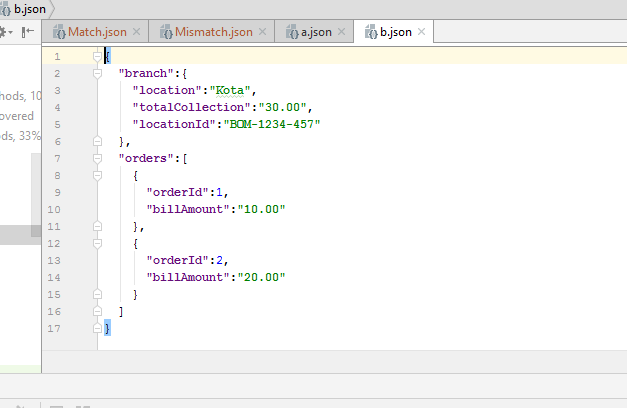 b.json
Match.json Mismatch.json a.json b.json
1 {
2 "branch":{
3 "location":"Kota",
4 "totalCollection":"30.00",
5 "locationId":"BOM-1234-457"
6 },
7 "orders":[
8 {
9 "orderId":1,
10 "billAmount":"10.00"
11 },
12 {
13 "orderId":2,
14 "billAmount":"20.00"
15 }
16 ]
17 }
hods, 10
overed
ds, 33%